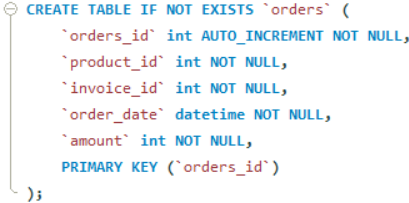 CREATE TABLE IF NOT EXISTS `orders` (
`orders_id` int AUTO_INCREMENT NOT NULL,
`product_id` int NOT NULL,
`invoice_id` int NOT NULL,
`order_date` datetime NOT NULL,
`amount` int NOT NULL,
PRIMARY KEY (`orders_id`)
);